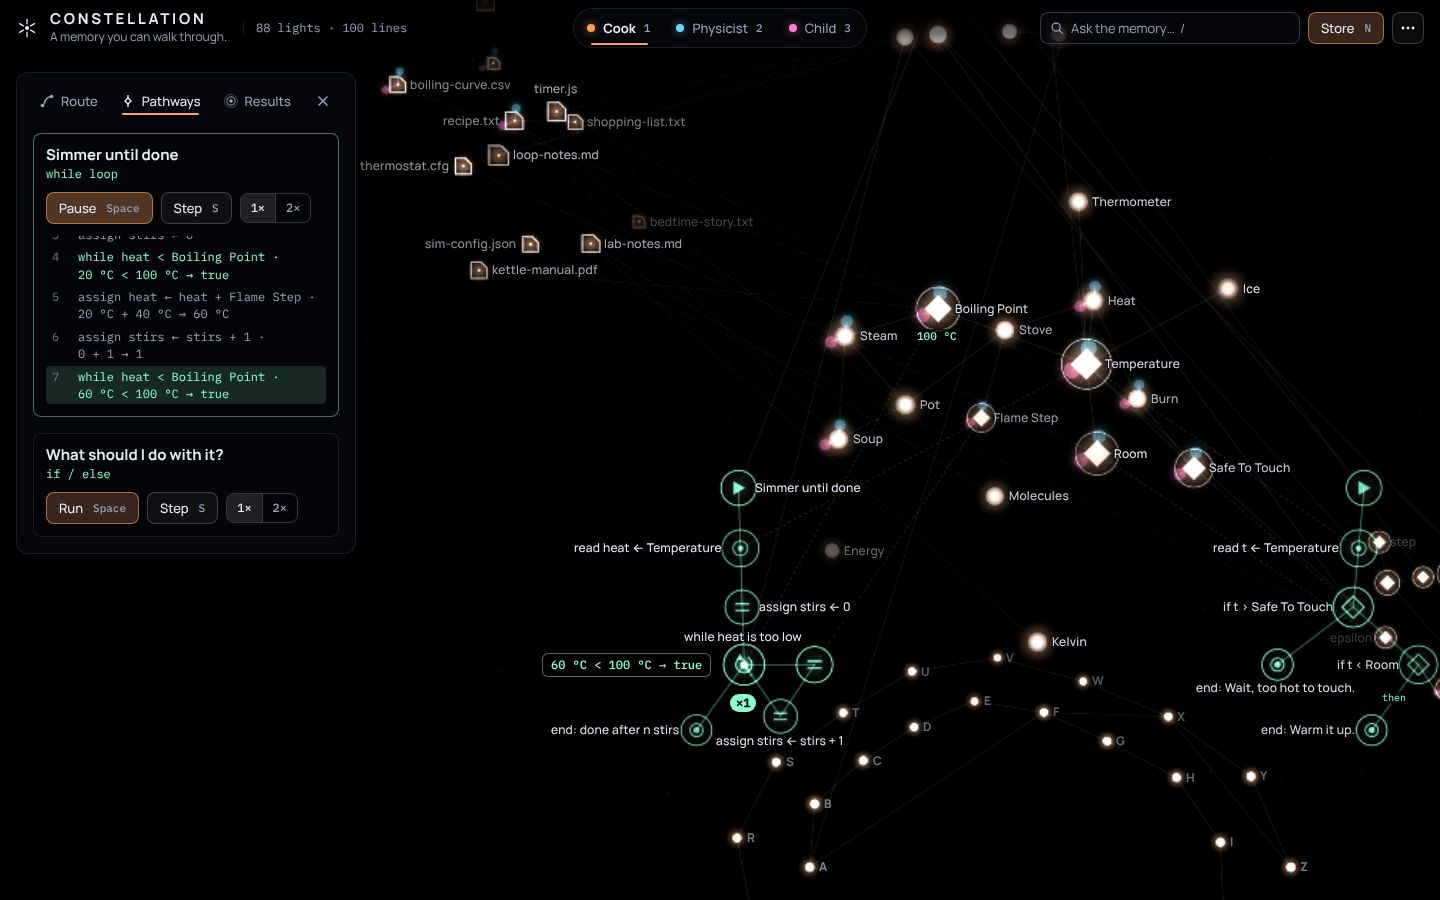 CONSTELLATION
A memory you can walk through.
88 lights · 100 lines
Cook 1
Physicist 2
Child 3
Ask the memory... /
Store N
Route
Pathways
Results
Simmer until done
while loop
Pause Space
Step S
1×
2×
3 assign stirs ← 0
4 while heat < Boiling Point ·
20 °C < 100 °C → true
5 assign heat ← heat + Flame Step ·
20 °C + 40 °C → 60 °C
6 assign stirs ← stirs + 1 ·
0 + 1 → 1
7 while heat < Boiling Point ·
60 °C < 100 °C → true
What should I do with it?
if / else
Run Space
Step S
1×
2×
boiling-curve.csv
timer.js
recipe.txt
shopping-list.txt
loop-notes.md
thermostat.cfg
bedtime-story.txt
sim-config.json
lab-notes.md
kettle-manual.pdf
Thermometer
Ice
Heat
Boiling Point
100 °C
Stove
Steam
Temperature
Burn
Pot
Flame Step
Soup
Room
Safe To Touch
Molecules
Energy
Kelvin
Simmer until done
read heat ← Temperature
assign stirs ← 0
while heat is too low
60 °C < 100 °C → true
×1
end: done after n stirs
assign stirs ← stirs + 1
read t ← Temperature
step
if t > Safe To Touch
epsilon
if t < Room
end: Wait, too hot to touch.
then
end: Warm it up.
V
U
W
E
T
F
X
D
G
S
C
H
Y
B
R
I
A
Z